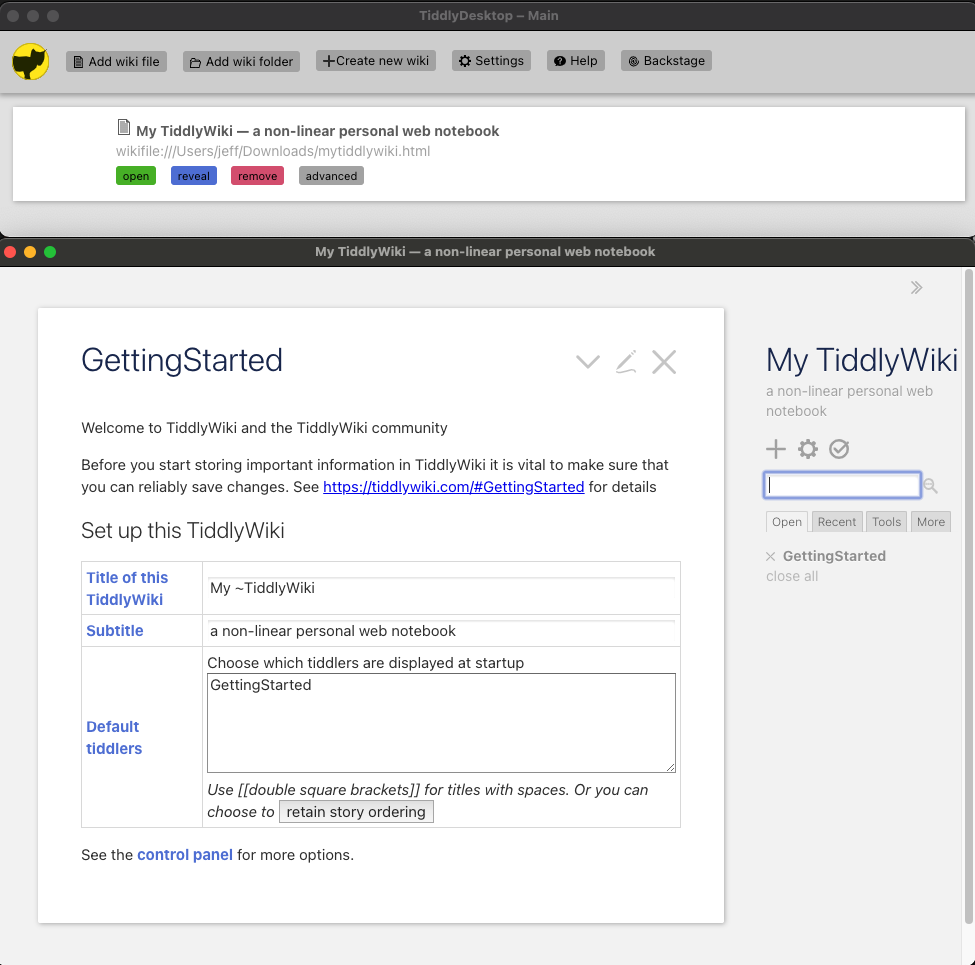 TiddlyDesktop – Main
Add wiki file
Add wiki folder
Create new wiki
Settings
Help
Backstage
My TiddlyWiki — a non-linear personal web notebook
wikifile:///Users/jeff/Downloads/mytiddlywiki.html
open
reveal
remove
advanced
My TiddlyWiki — a non-linear personal web notebook
GettingStarted
Welcome to TiddlyWiki and the TiddlyWiki community
Before you start storing important information in TiddlyWiki it is vital to make sure that
you can reliably save changes. See https://tiddlywiki.com/#GettingStarted for details
Set up this TiddlyWiki
Title of this
TiddlyWiki
My ~TiddlyWiki
Subtitle
a non-linear personal web notebook
Default
tiddlers
Choose which tiddlers are displayed at startup
GettingStarted
Use [[double square brackets]] for titles with spaces. Or you can
choose to retain story ordering
See the control panel for more options.
My TiddlyWiki
a non-linear personal web
notebook
Open
Recent
Tools
More
GettingStarted
close all